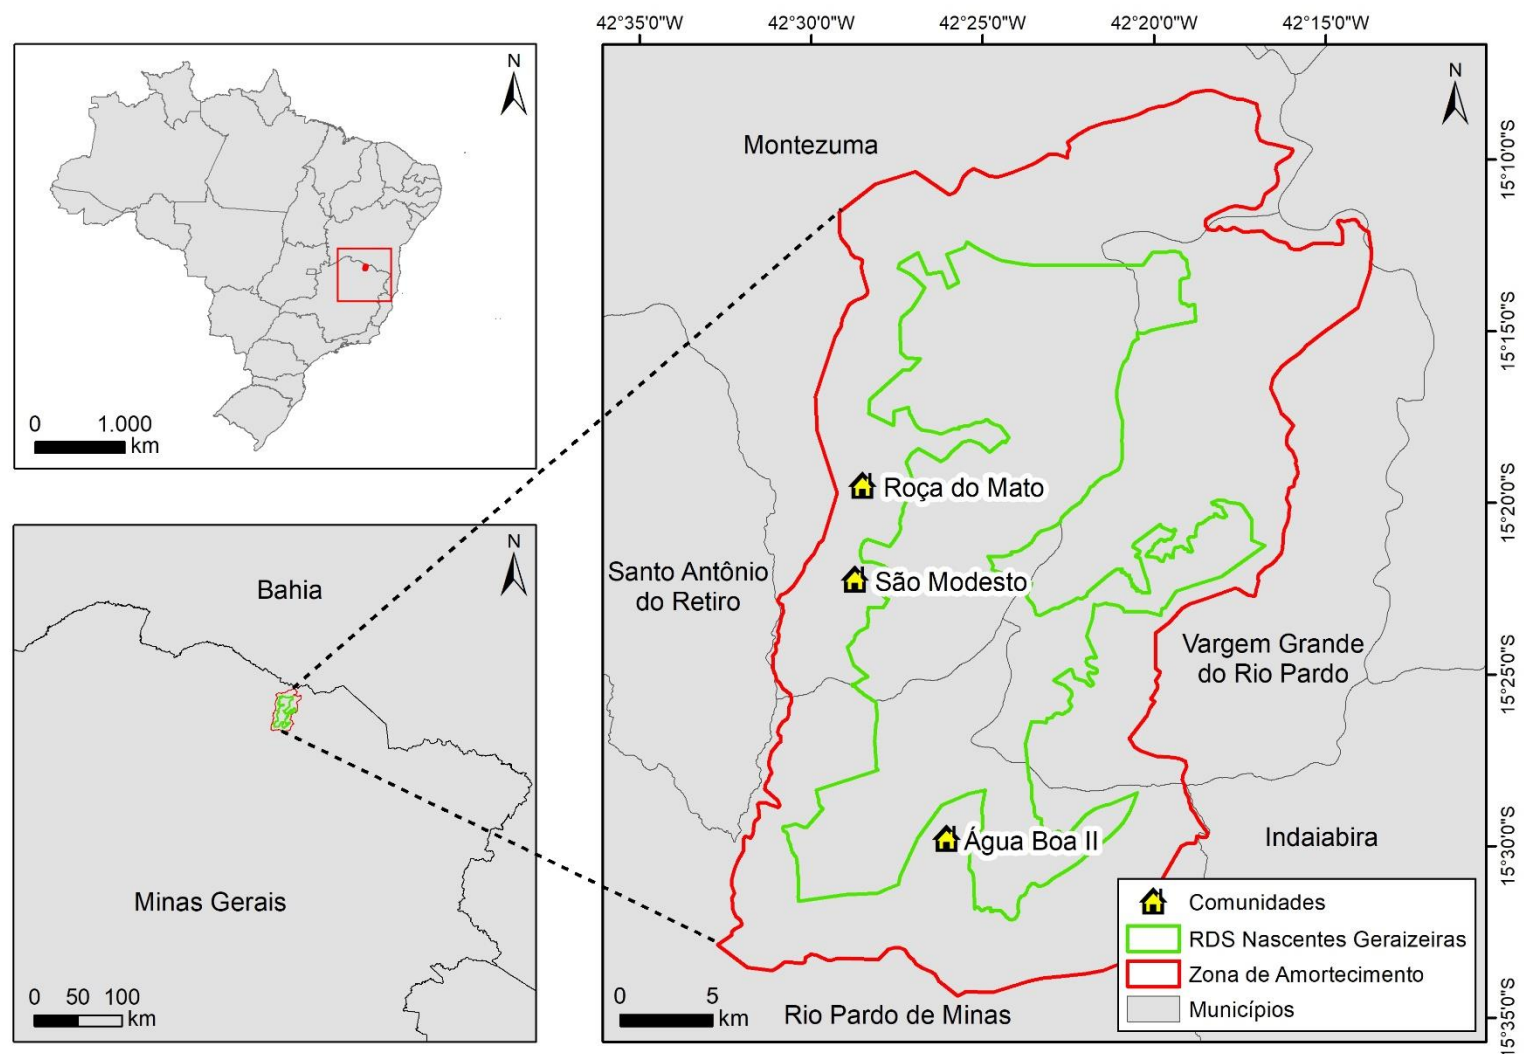 N
0 1.000
km
N
Bahia
Minas Gerais
0 50 100
km
42°35'0"W 42°30'0"W 42°25'0"W 42°20'0"W 42°15'0"W
N
Montezuma
15°10'0"S
15°15'0"S
Roça do Mato
15°20'0"S
Santo Antônio
do Retiro
São Modesto
Vargem Grande
do Rio Pardo
15°25'0"S
Água Boa II
Indaiabira
15°30'0"S
Comunidades
RDS Nascentes Geraizeiras
Zona de Amortecimento
Municípios
0 5
km
Rio Pardo de Minas
15°35'0"S